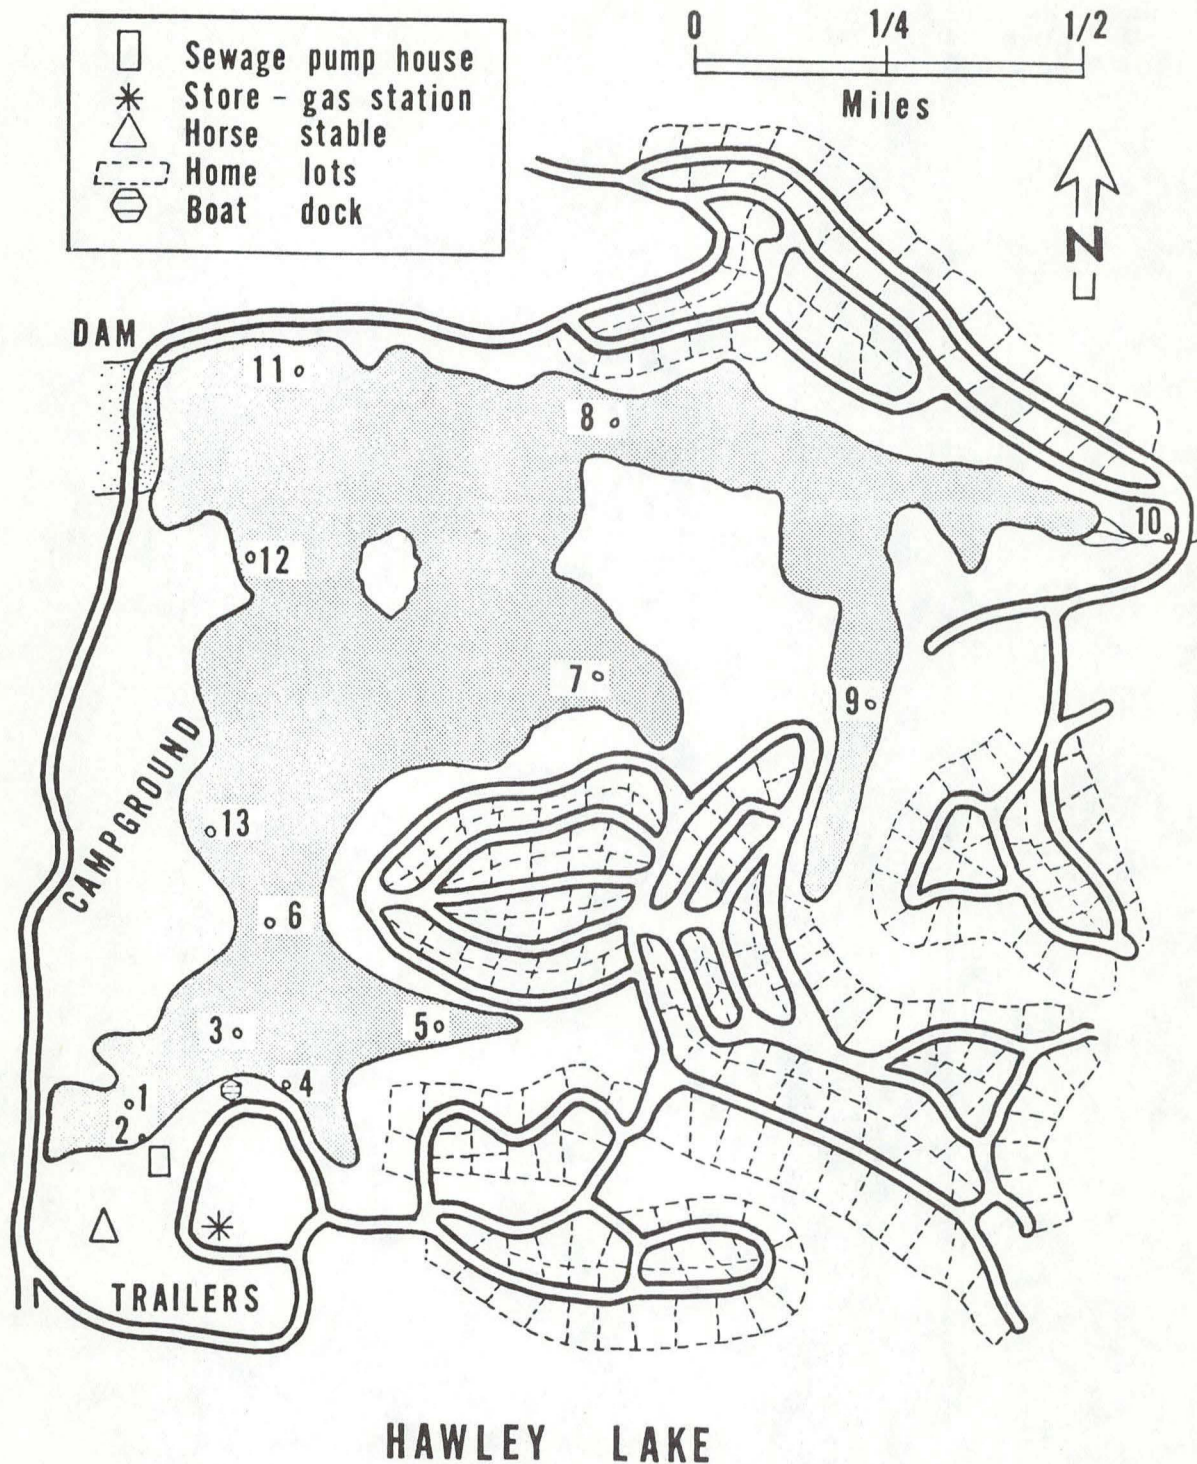 Sewage pump house
Store - gas station
Horse stable
Home lots
Boat dock
0 1/4 1/2
Miles
N
DAM
11
8
10
12
7
9
CAMPGROUND
13
6
3
5
4
1
2
TRAILERS
HAWLEY LAKE